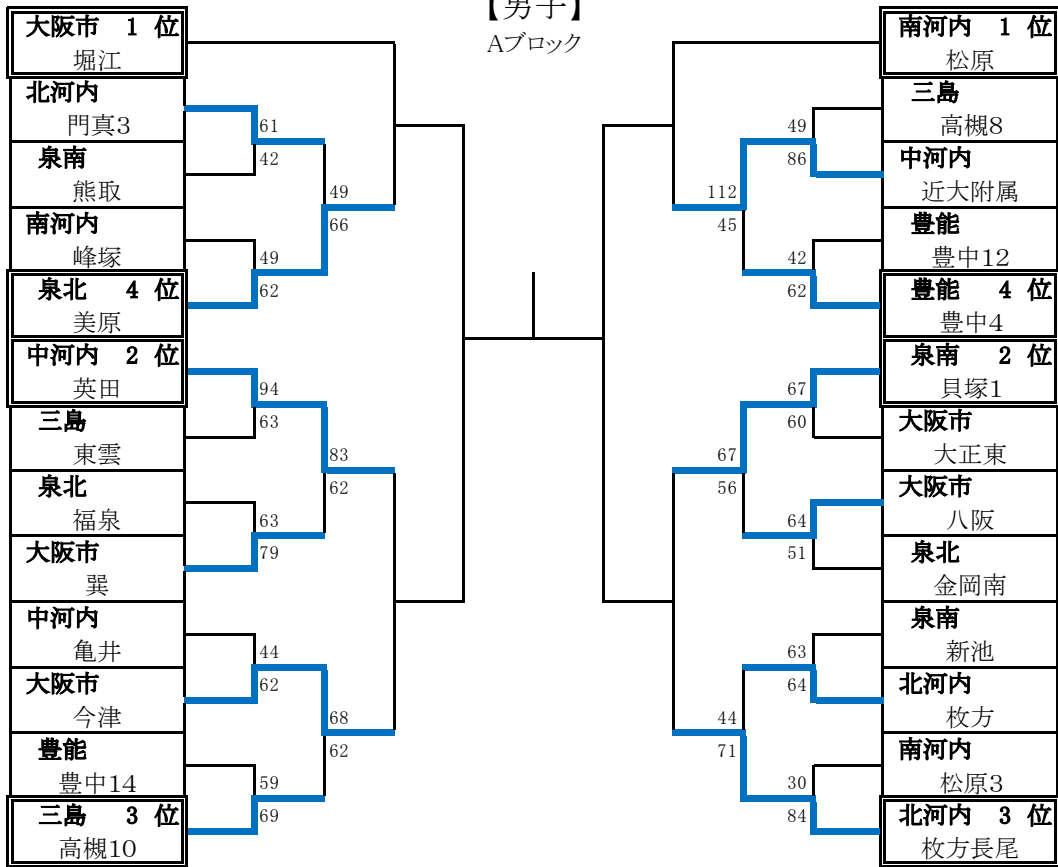 【男子】
Aブロック
大阪市 1 位
堀江
北河内
門真3
泉南
熊取
南河内
峰塚
泉北 4 位
美原
中河内 2 位
英田
三島
東雲
泉北
福泉
大阪市
巽
中河内
亀井
大阪市
今津
豊能
豊中14
三島 3 位
高槻10
61
42
49
62
94
63
63
79
44
62
59
69
49
66
83
62
68
62
112
45
67
56
44
71
49
86
42
62
67
60
64
51
63
64
30
84
南河内 1 位
松原
三島
高槻8
中河内
近大附属
豊能
豊中12
豊能 4 位
豊中4
泉南 2 位
貝塚1
大阪市
大正東
大阪市
八阪
泉北
金岡南
泉南
新池
北河内
枚方
南河内
松原3
北河内 3 位
枚方長尾